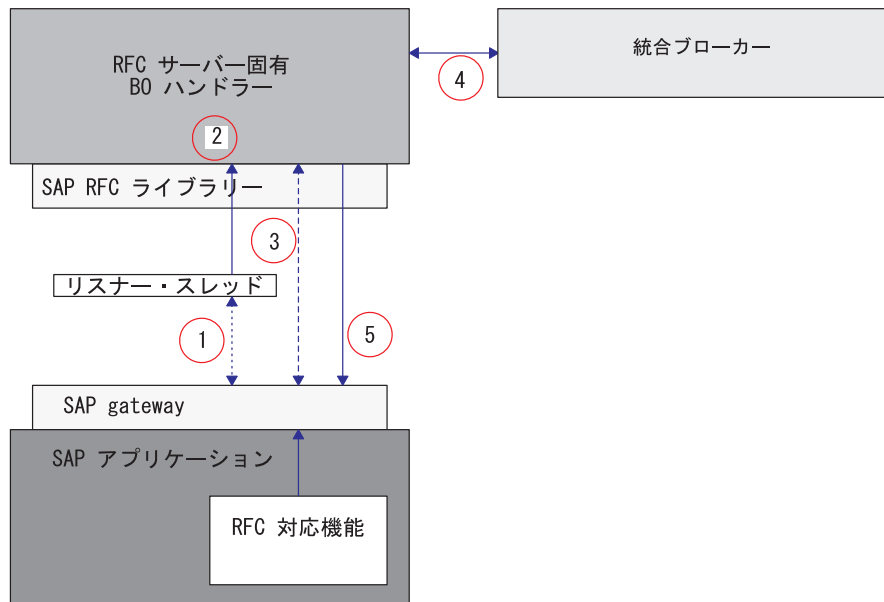 RFC サーバー固有
BO ハンドラー
統合ブローカー
4
2
SAP RFC ライブラリー
3
リスナー・スレッド
1
5
SAP gateway
SAP アプリケーション
RFC 対応機能